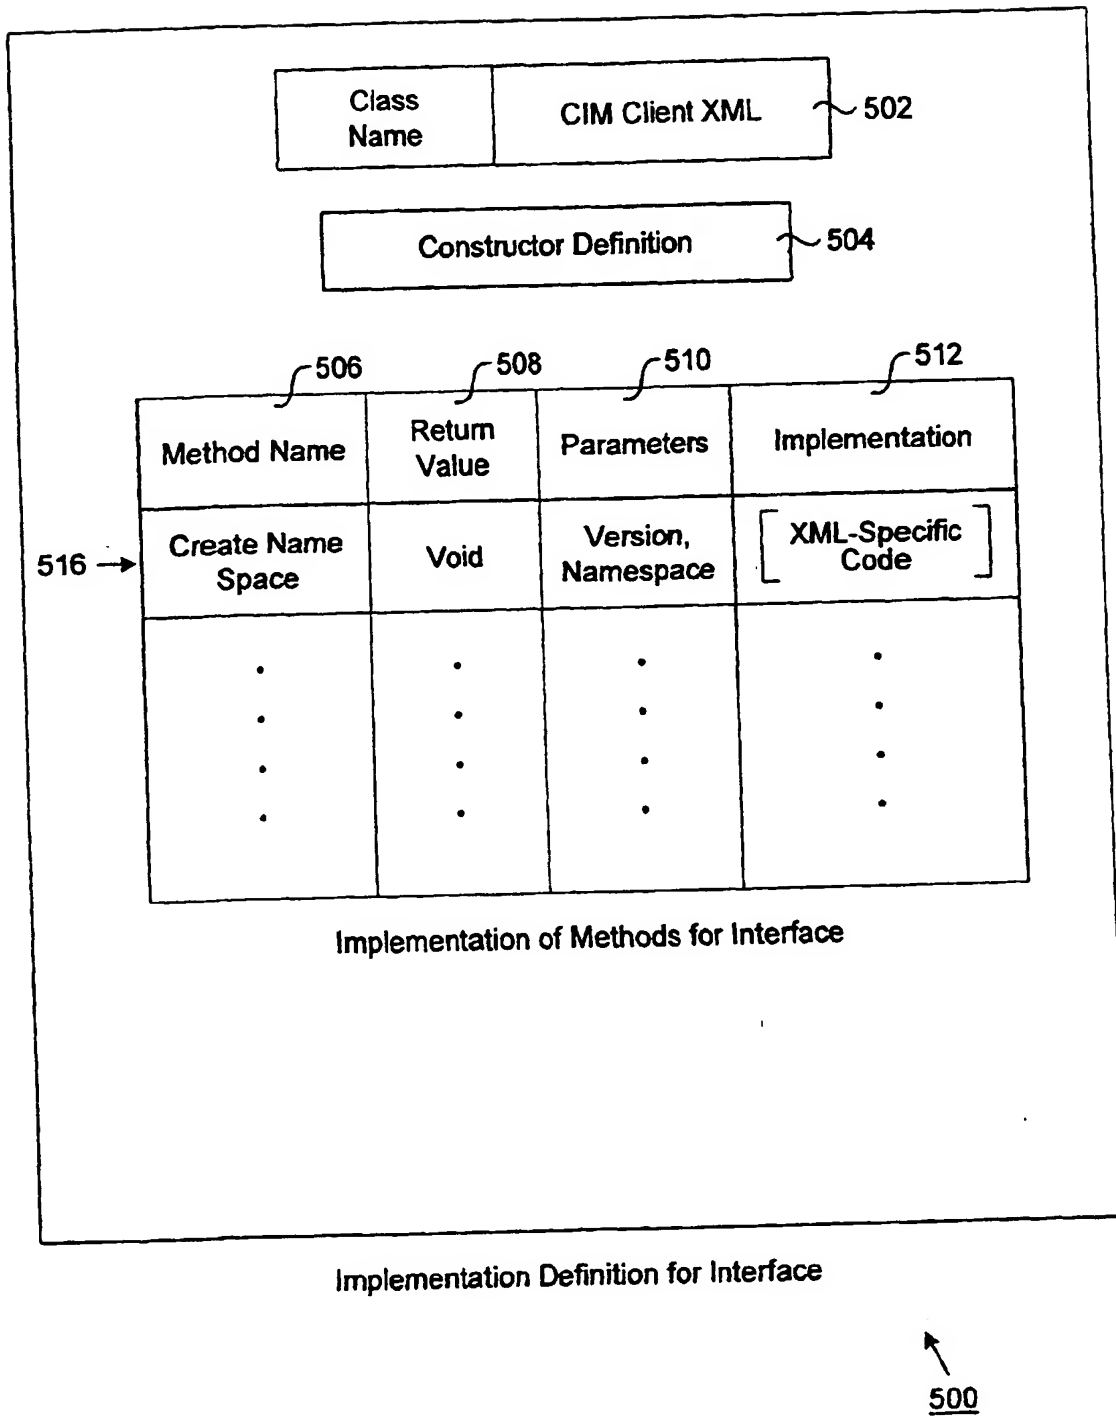 Class
Name
CIM Client XML
502
Constructor Definition
504
506
508
510
512
Method Name
Return
Value
Parameters
Implementation
516
Create Name
Space
Void
Version,
Namespace
XML-Specific
Code
Implementation of Methods for Interface
Implementation Definition for Interface
500